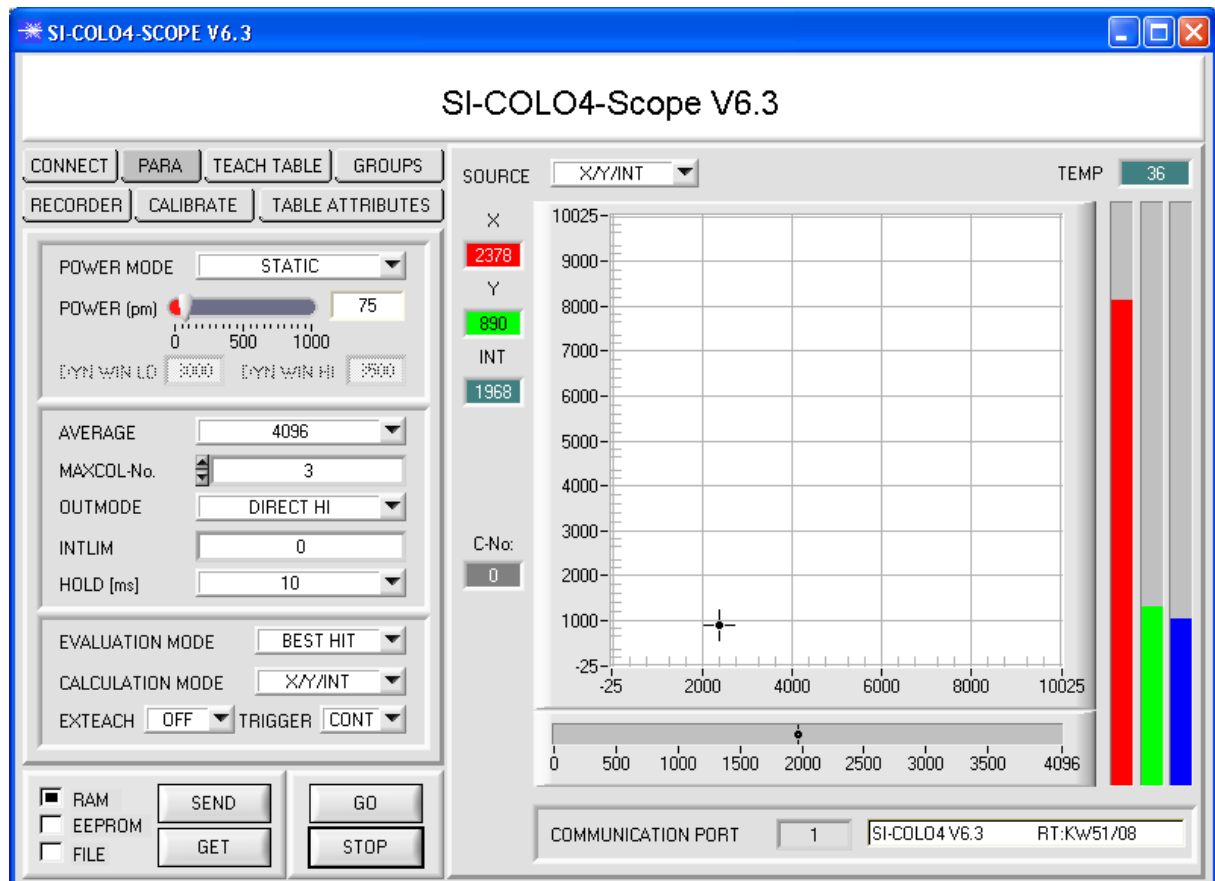 SI-COLO4-SCOPE V6.3
SI-COLO4-Scope V6.3
CONNECT PARA TEACH TABLE GROUPS
RECORDER CALIBRATE TABLE ATTRIBUTES
POWER MODE STATIC
POWER (pm) 75
0 500 1000
DYN WIN LO 3000 DYN WIN HI 3500
AVERAGE 4096
MAXCOL-No. 3
OUTMODE DIRECT HI
INTLIM 0
HOLD [ms] 10
EVALUATION MODE BEST HIT
CALCULATION MODE X/Y/INT
EXTEACH OFF TRIGGER CONT
RAM
EEPROM
FILE
SEND
GET
GO
STOP
SOURCE X/Y/INT
TEMP 36
X
2378
Y
890
INT
1968
C-No:
0
10025
9000
8000
7000
6000
5000
4000
3000
2000
1000
-25
-25 2000 4000 6000 8000 10025
0 500 1000 1500 2000 2500 3000 3500 4096
COMMUNICATION PORT 1 SI-COLO4 V6.3 RT:KW51/08